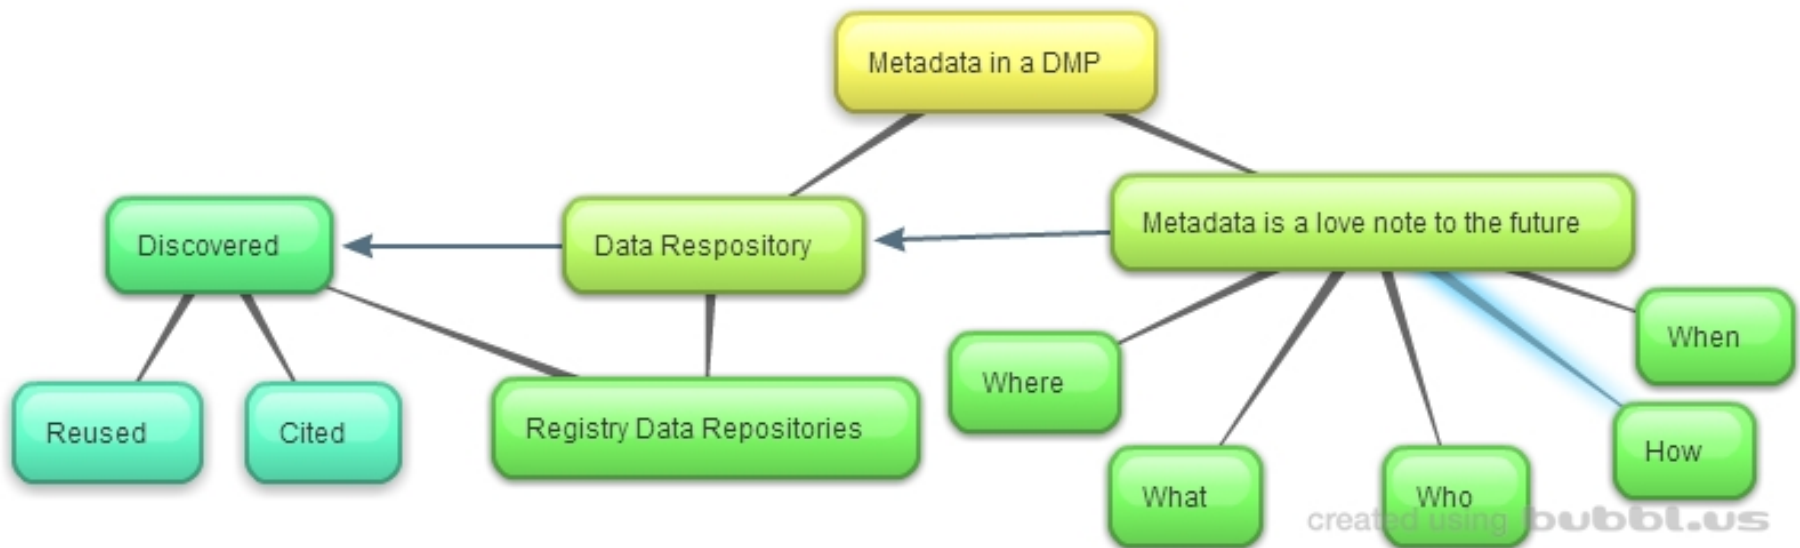 Metadata in a DMP
Metadata is a love note to the future
Data Respository
Discovered
When
Where
Registry Data Repositories
Reused
Cited
How
What
Who
created using bubbl.us